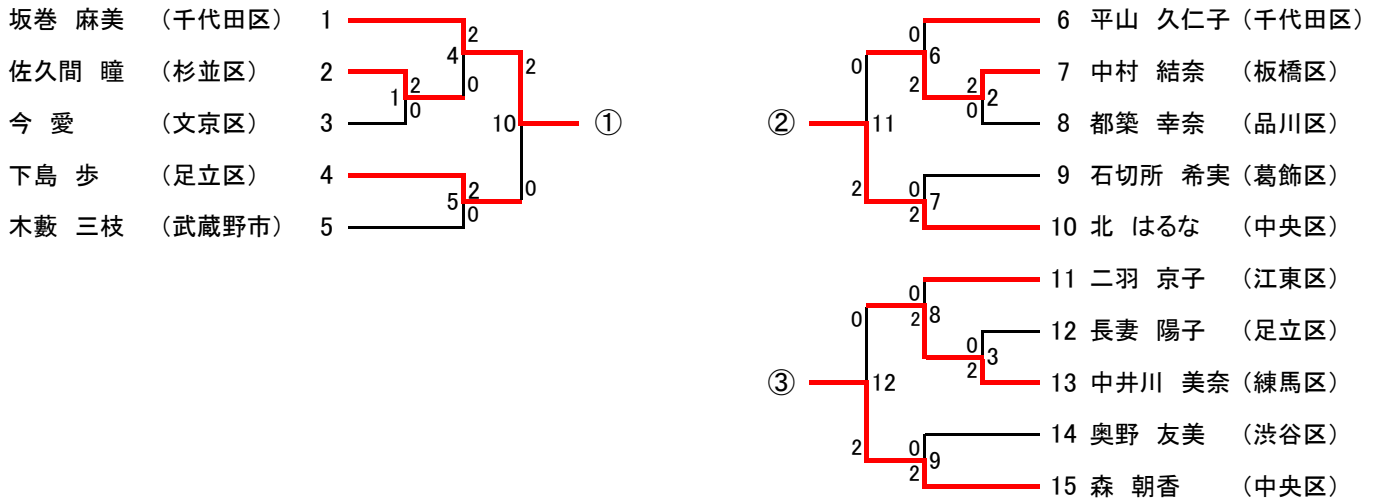 坂巻 麻美 （千代田区） 1
佐久間 瞳 （杉並区） 2
今 愛 （文京区） 3
下島 歩 （足立区） 4
木藪 三枝 （武蔵野市） 5
2
4
0
2
1
0
2
10
0
2
5
0
①
6 平山 久仁子 （千代田区）
7 中村 結奈 （板橋区）
8 都築 幸奈 （品川区）
9 石切所 希実 （葛飾区）
10 北 はるな （中央区）
0
6
2
2
2
0
0
11
2
0
7
2
②
11 二羽 京子 （江東区）
12 長妻 陽子 （足立区）
13 中井川 美奈 （練馬区）
14 奥野 友美 （渋谷区）
15 森 朝香 （中央区）
0
8
2
0
3
2
0
12
2
0
9
2
③